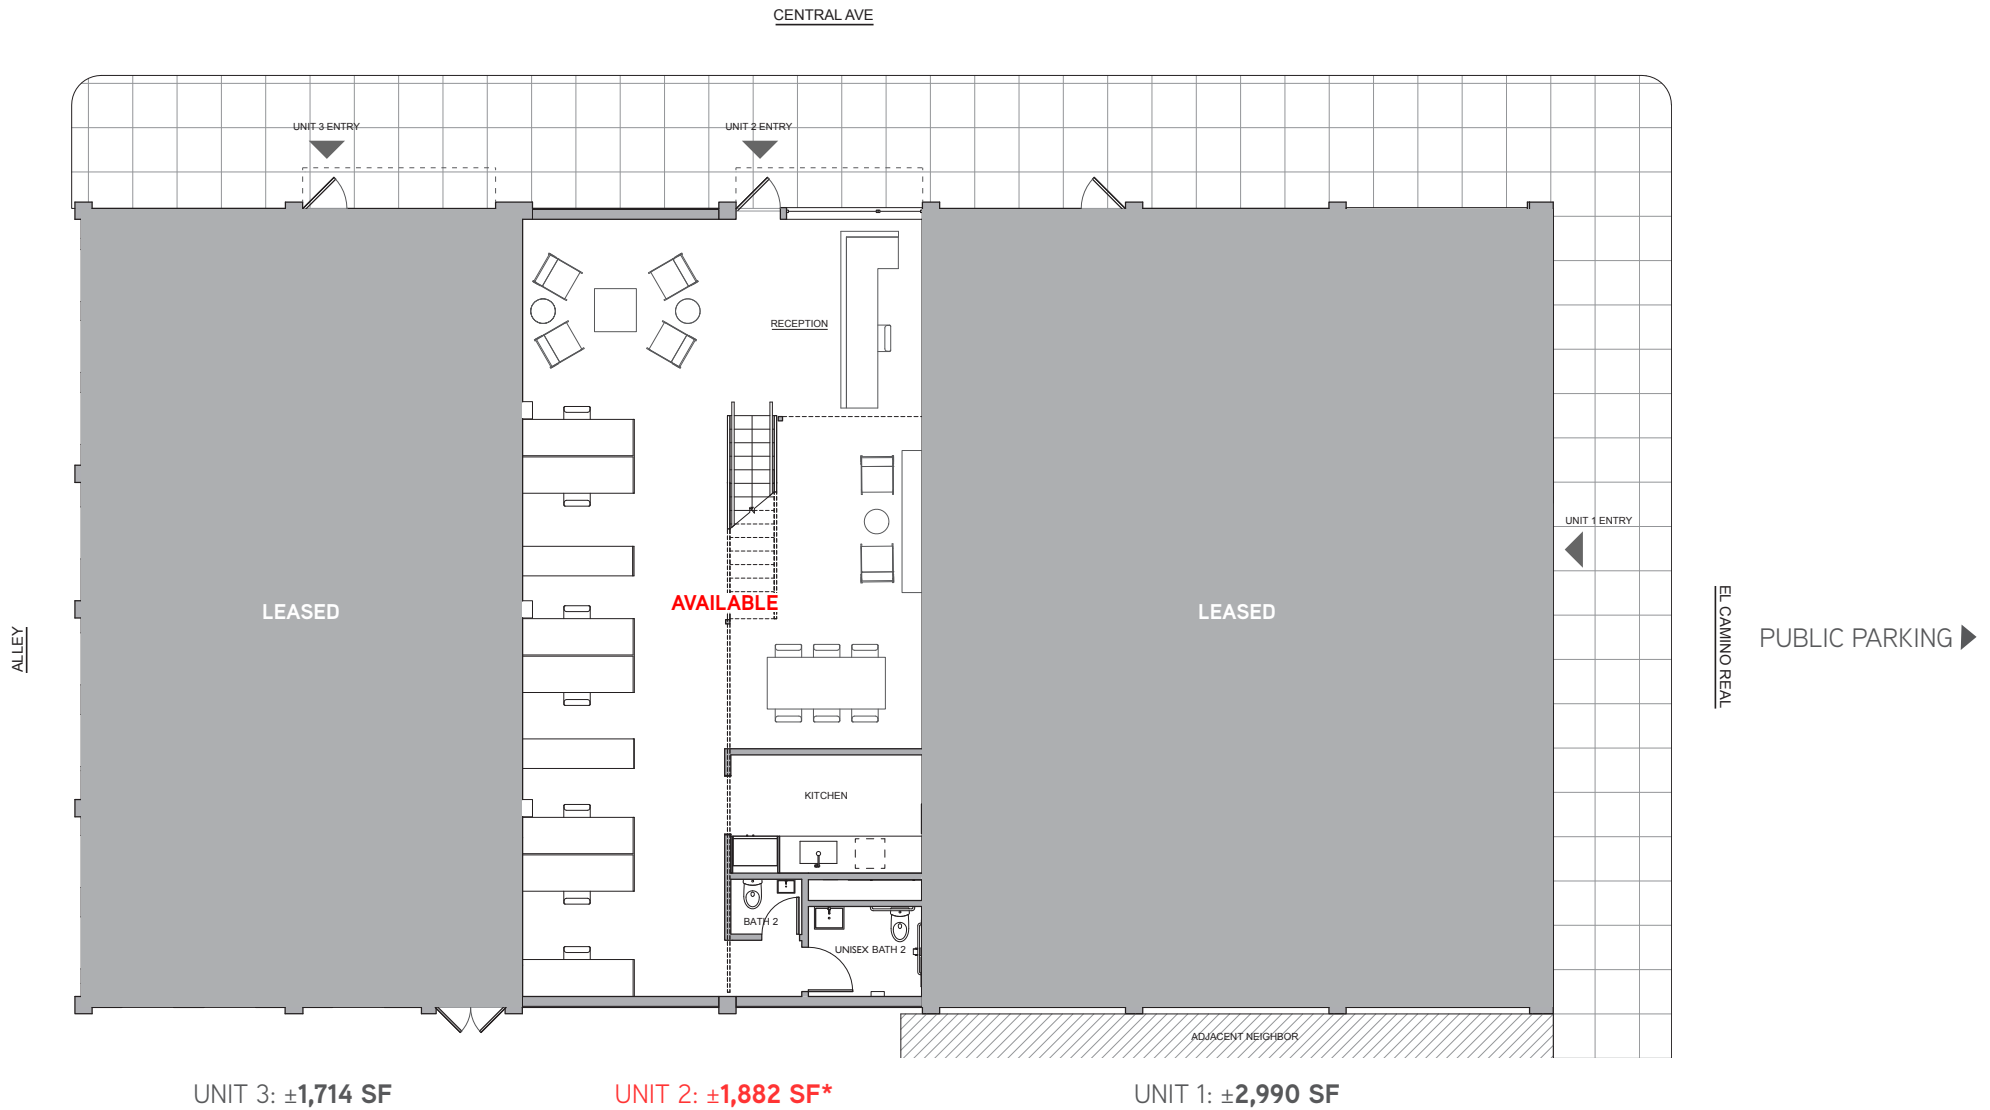 CENTRAL AVE
UNIT 3 ENTRY
UNIT 2 ENTRY
RECEPTION
UNIT 1 ENTRY
AVAILABLE
LEASED
LEASED
ALLEY
EL CAMINO REAL
PUBLIC PARKING
KITCHEN
BATH 2
UNISEX BATH 2
ADJACENT NEIGHBOR
UNIT 3: ±1,714 SF
UNIT 2: ±1,882 SF*
UNIT 1: ±2,990 SF